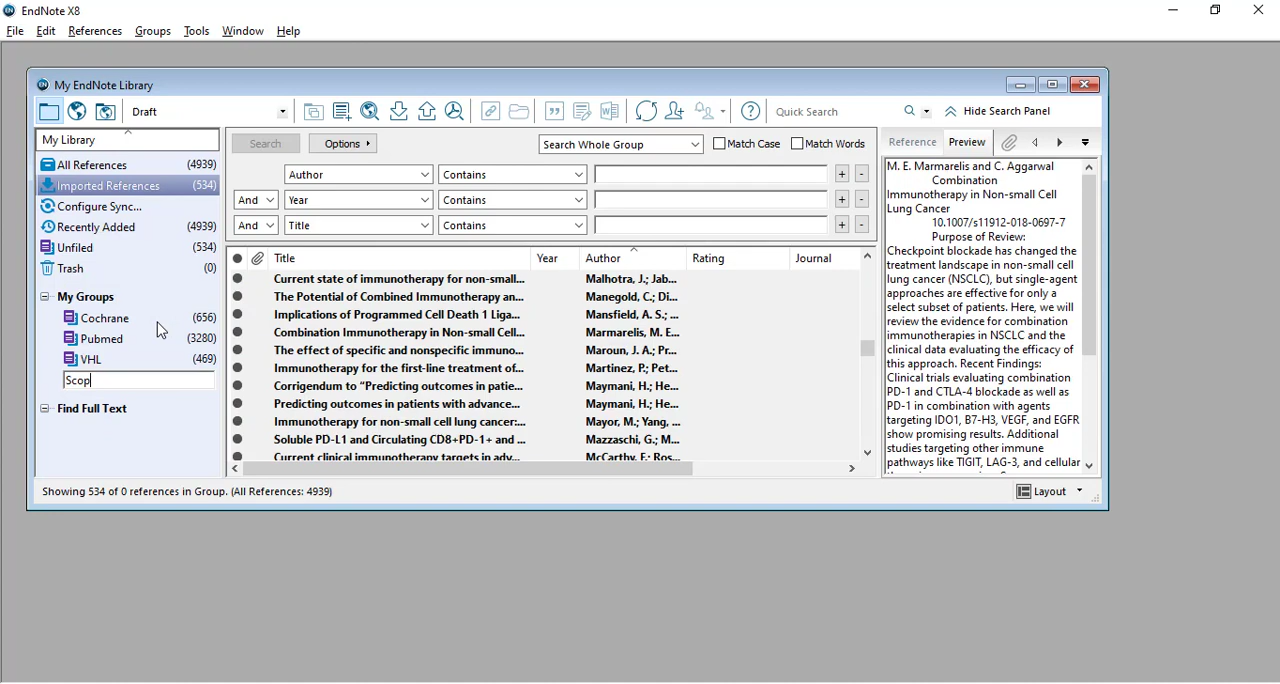 EndNote X8
File Edit References Groups Tools Window Help
My EndNote Library
Draft Quick Search Hide Search Panel
My Library
All References (4939)
Imported References (534)
Configure Sync...
Recently Added (4939)
Unfiled (534)
Trash (0)
My Groups
Cochrane (656)
Pubmed (3280)
VHL (469)
Scop
Find Full Text
Search Options Search Whole Group Match Case Match Words
Author Contains + -
And Year Contains + -
And Title Contains + -
Title Year Author Rating Journal
Current state of immunotherapy for non-small... Malhotra, J.; Jab...
The Potential of Combined Immunotherapy an... Manegold, C.; Di...
Implications of Programmed Cell Death 1 Liga... Mansfield, A. S.; ...
Combination Immunotherapy in Non-small Cell... Marmarelis, M. E...
The effect of specific and nonspecific immuno... Maroun, J. A.; Pr...
Immunotherapy for the first-line treatment of... Martinez, P.; Pet...
Corrigendum to "Predicting outcomes in patie... Maymani, H.; He...
Predicting outcomes in patients with advance... Maymani, H.; He...
Immunotherapy for non-small cell lung cancer:... Mayor, M.; Yang, ...
Soluble PD-L1 and Circulating CD8+PD-1+ and ... Mazzaschi, G.; M...
Current clinical immunotherapy targets in adv... McCarthy, F.; Ros...
Reference Preview
M. E. Marmarelis and C. Aggarwal
Combination
Immunotherapy in Non-small Cell
Lung Cancer
10.1007/s11912-018-0697-7
Purpose of Review:
Checkpoint blockade has changed the
treatment landscape in non-small cell
lung cancer (NSCLC), but single-agent
approaches are effective for only a
select subset of patients. Here, we will
review the evidence for combination
immunotherapies in NSCLC and the
clinical data evaluating the efficacy of
this approach. Recent Findings:
Clinical trials evaluating combination
PD-1 and CTLA-4 blockade as well as
PD-1 in combination with agents
targeting IDO1, B7-H3, VEGF, and EGFR
show promising results. Additional
studies targeting other immune
pathways like TIGIT, LAG-3, and cellular
Showing 534 of 0 references in Group. (All References: 4939)
Layout